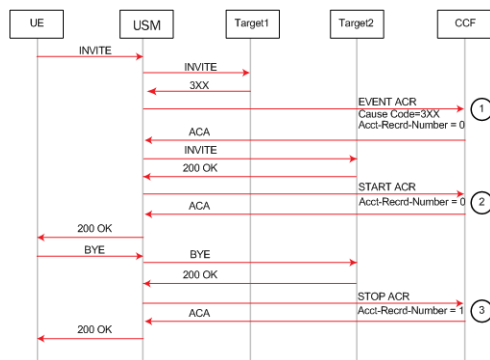 UE USM Target1 Target2 CCF
INVITE
INVITE
3XX
EVENT ACR
Cause Code=3XX
1
Acct-Recrd-Number = 0
ACA
INVITE
200 OK
START ACR
Acct-Recrd-Number = 0
2
ACA
200 OK
BYE
BYE
200 OK
STOP ACR
Acct-Recrd-Number = 1
3
ACA
200 OK